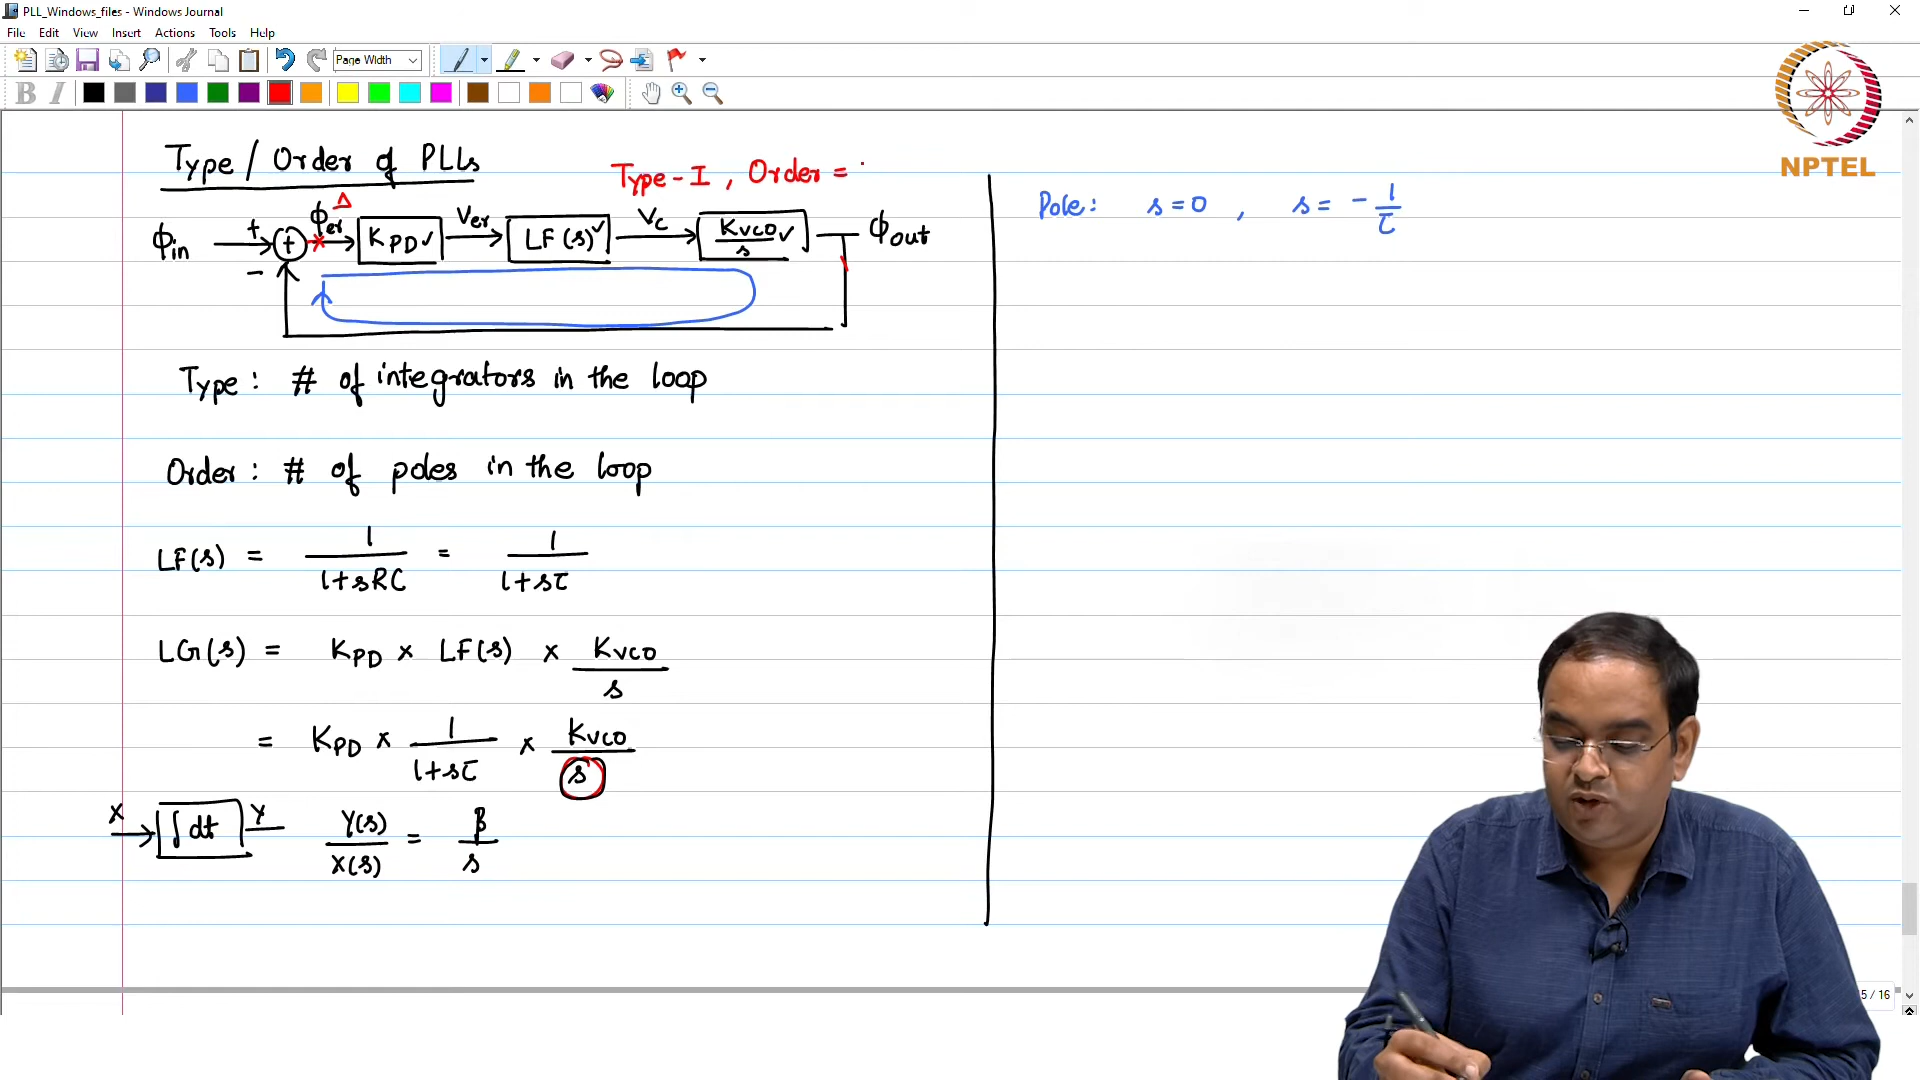 PLL_Windows_files - Windows Journal
File Edit View Insert Actions Tools Help
Page Width
B I
NPTEL
Type / Order of PLLs
Type - I , Order =
ϕin + - + ϕer Δ KPD ✓ Ver LF(s) ✓ Vc Kvco/s ✓ ϕout
Type : # of integrators in the loop
Order : # of poles in the loop
LF(s) = 1/(1+sRC) = 1/(1+sτ)
LG(s) = KPD × LF(s) × Kvco/s
= KPD × 1/(1+sτ) × Kvco/s
X ∫dt Y Y(s)/X(s) = β/s
Pole : s=0 , s = -1/τ
5 / 16